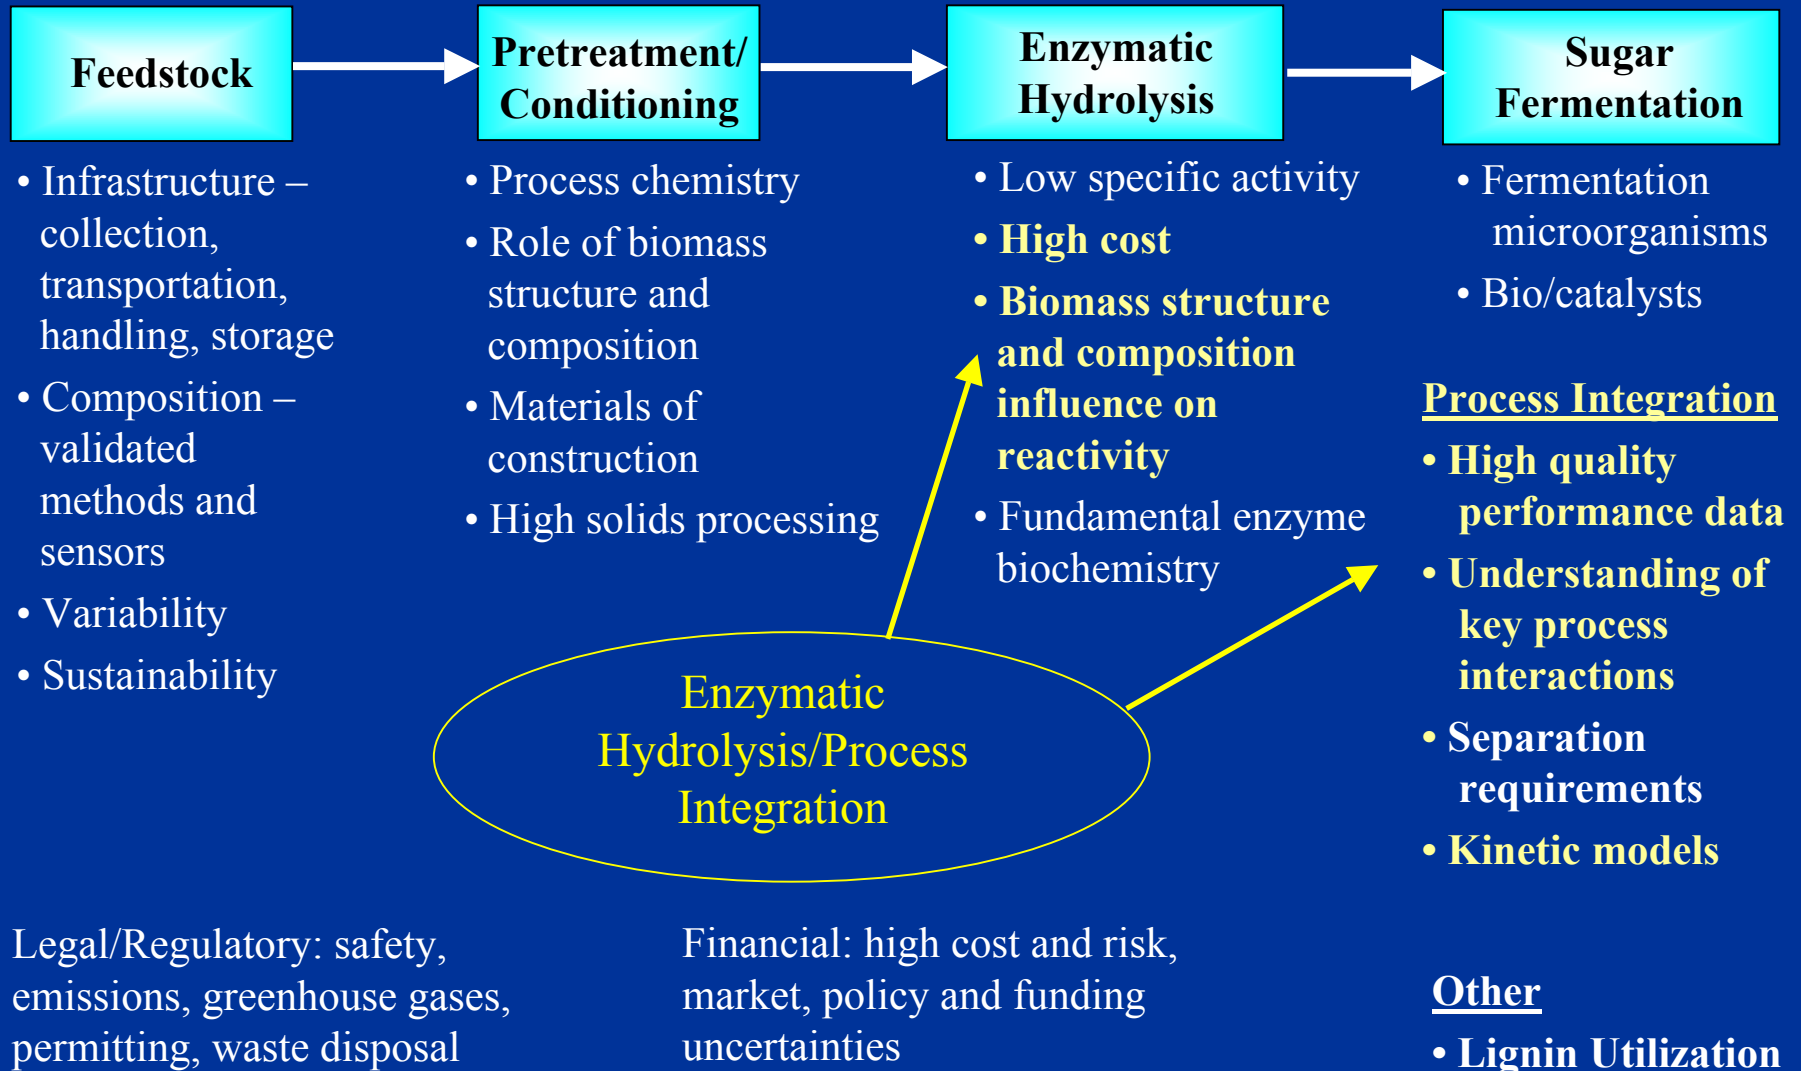 Feedstock
Pretreatment/
Conditioning
Enzymatic
Hydrolysis
Sugar
Fermentation
• Infrastructure –
collection,
transportation,
handling, storage
• Composition –
validated
methods and
sensors
• Variability
• Sustainability
• Process chemistry
• Role of biomass
structure and
composition
• Materials of
construction
• High solids processing
• Low specific activity
• High cost
• Biomass structure
and composition
influence on
reactivity
• Fundamental enzyme
biochemistry
• Fermentation
microorganisms
• Bio/catalysts
Process Integration
• High quality
performance data
• Understanding of
key process
interactions
• Separation
requirements
• Kinetic models
Enzymatic
Hydrolysis/Process
Integration
Legal/Regulatory: safety,
emissions, greenhouse gases,
permitting, waste disposal
Financial: high cost and risk,
market, policy and funding
uncertainties
Other
• Lignin Utilization